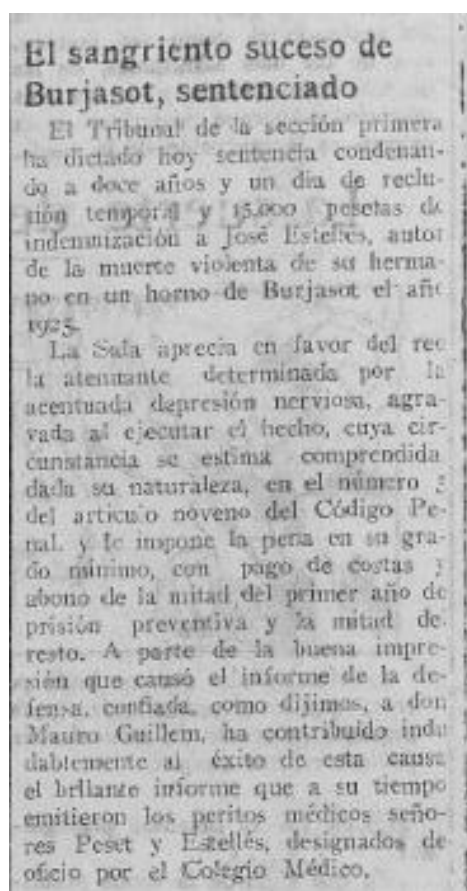 El sangriento suceso de
Burjasot, sentenciado
El Tribunal de la sección primera
ha dictado hoy sentencia condenan-
do a doce años y un día de reclu-
sión temporal y 15.000 pesetas de
indemnización a José Estellés, autor
de la muerte violenta de su herma-
no en un horno de Burjasot el año
1925.
La Sala aprecia en favor del reo
la atenuante determinada por la
acentuada depresión nerviosa, agra-
vada al ejecutar el hecho, cuya cir-
cunstancia se estima comprendida
dada su naturaleza, en el número 3
del artículo noveno del Código Pe-
nal, y le impone la pena en su gra-
do mínimo, con pago de costas y
abono de la mitad del primer año de
prisión preventiva y la mitad de
resto. A parte de la buena impre-
sión que causó el informe de la de-
fensa, confiada, como dijimos, a don
Mauro Guillem, ha contribuído indu
dablemente al éxito de esta causa
el brllante informe que a su tiempo
emitieron los peritos médicos seño-
res Peset y Estellés, designados de
oficio por el Colegio Médico.